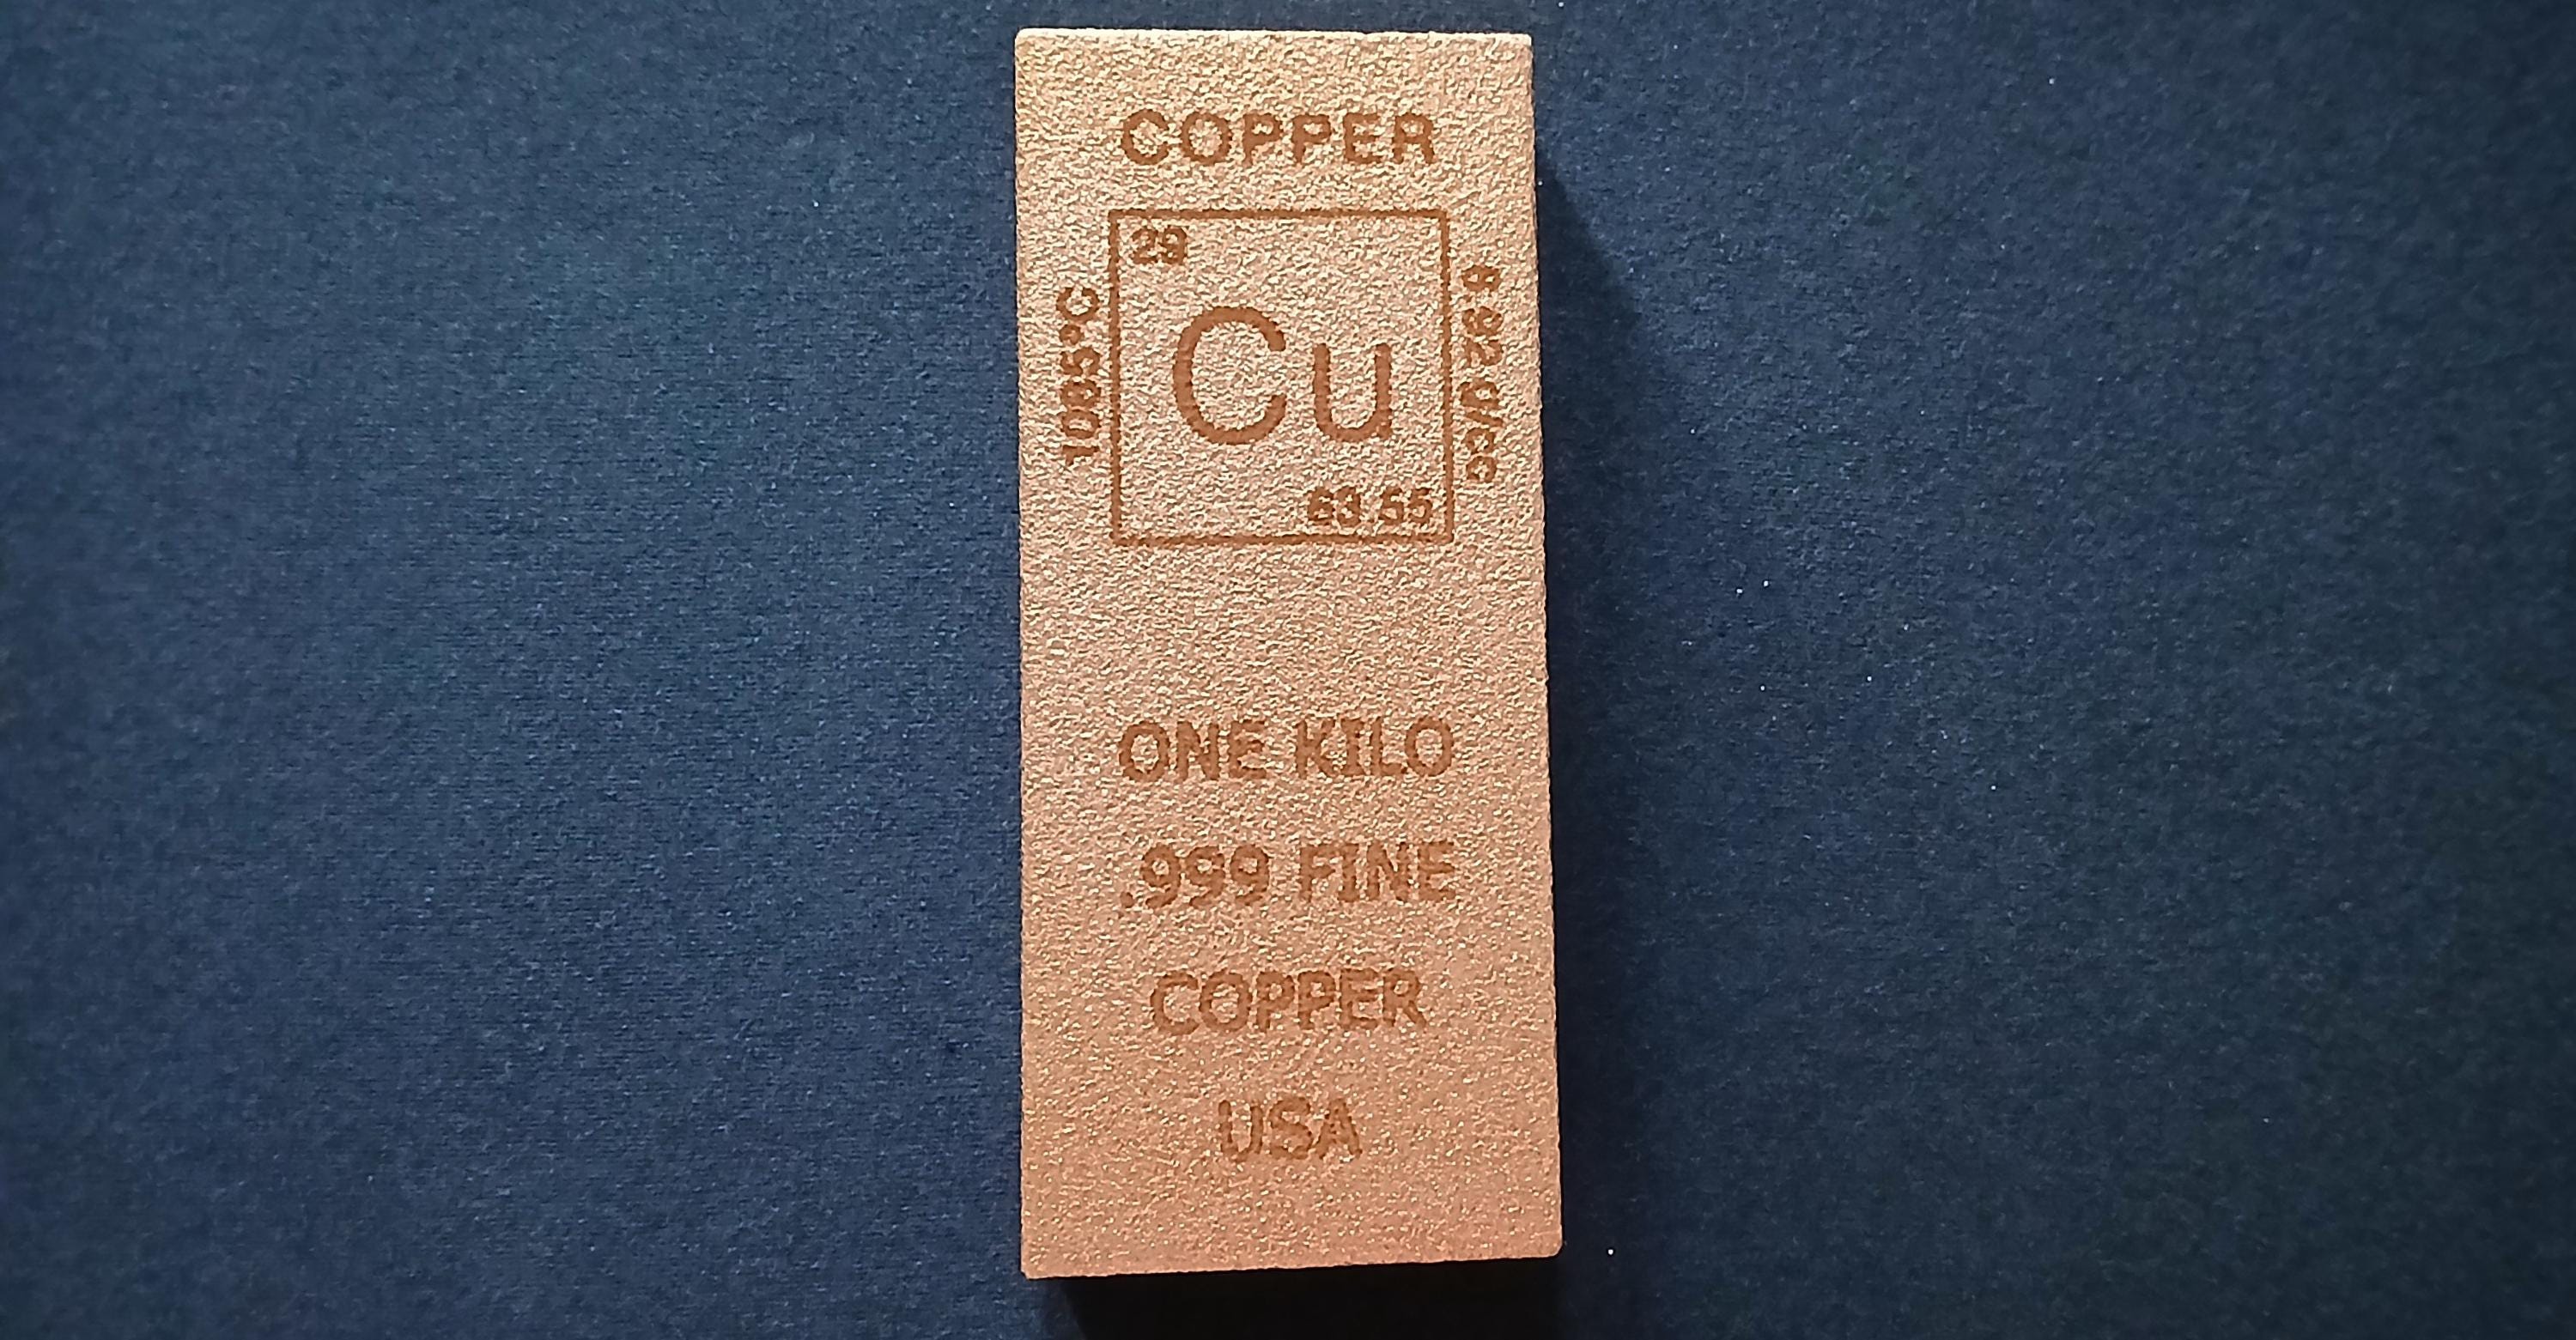 COPPER
29
1085°C
Cu
8.92 g/cc
63.55
ONE KILO
.999 FINE
COPPER
USA